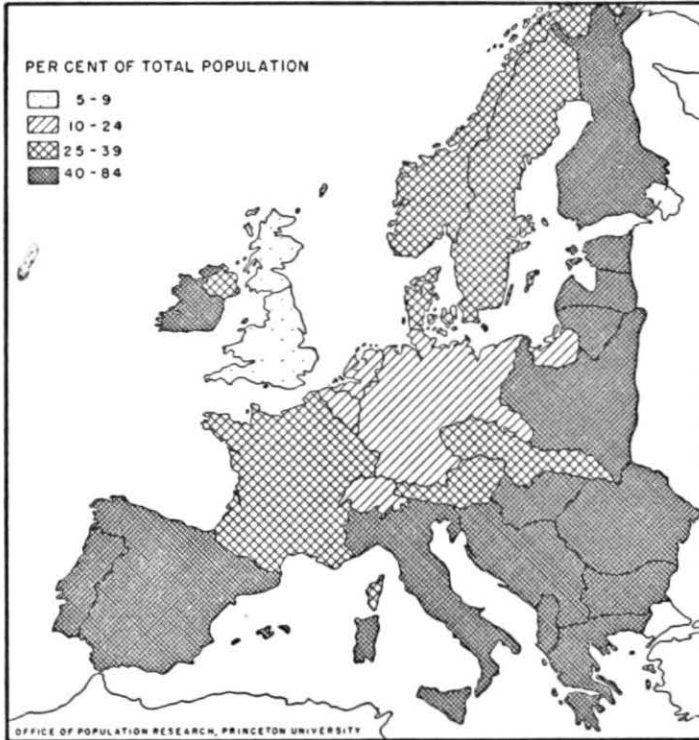 PER CENT OF TOTAL POPULATION
5-9
10-24
25-39
40-84
OFFICE OF POPULATION RESEARCH, PRINCETON UNIVERSITY